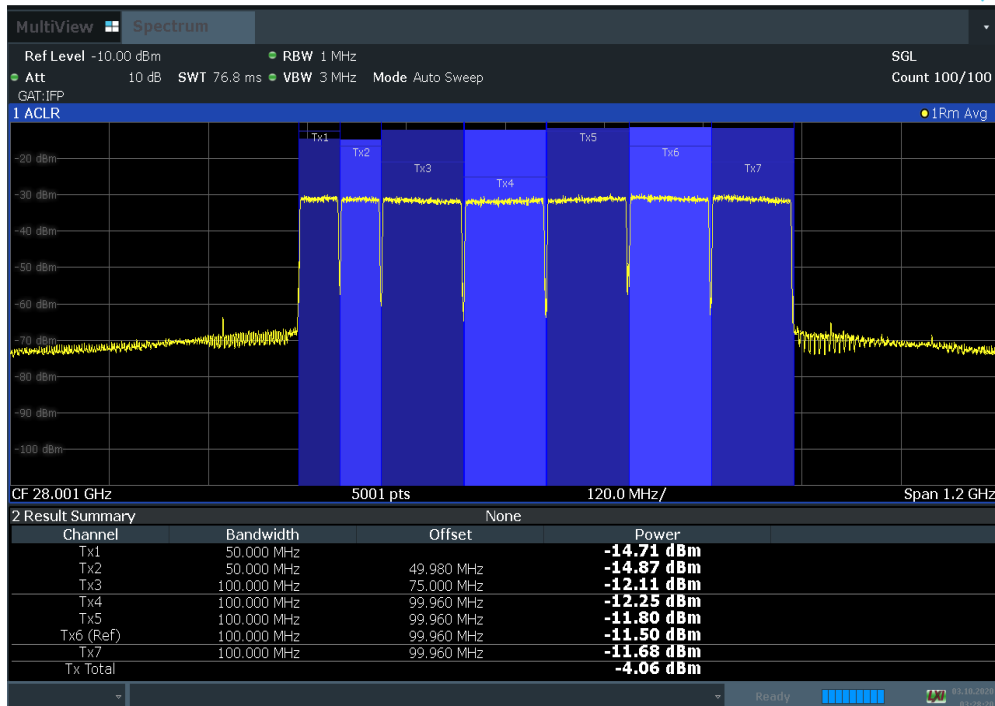 MultiView Spectrum
Ref Level -10.00 dBm RBW 1 MHz SGL
Att 10 dB SWT 76.8 ms VBW 3 MHz Mode Auto Sweep Count 100/100
GAT:IFP
1 ACLR 1Rm Avg
Tx1 Tx5
Tx2 Tx6
-20 dBm
Tx3 Tx7
Tx4
-30 dBm
-40 dBm
-50 dBm
-60 dBm
-70 dBm
-80 dBm
-90 dBm
-100 dBm
CF 28.001 GHz 5001 pts 120.0 MHz/ Span 1.2 GHz
2 Result Summary None
Channel Bandwidth Offset Power
Tx1 50.000 MHz -14.71 dBm
Tx2 50.000 MHz 49.980 MHz -14.87 dBm
Tx3 100.000 MHz 75.000 MHz -12.11 dBm
Tx4 100.000 MHz 99.960 MHz -12.25 dBm
Tx5 100.000 MHz 99.960 MHz -11.80 dBm
Tx6 (Ref) 100.000 MHz 99.960 MHz -11.50 dBm
Tx7 100.000 MHz 99.960 MHz -11.68 dBm
Tx Total -4.06 dBm
Ready 03.10.2020